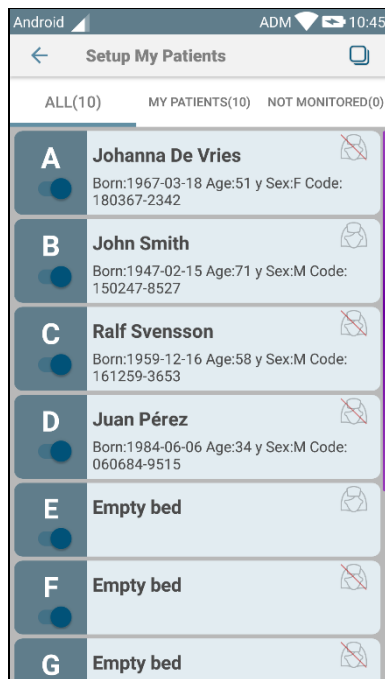 Android ADM 10:45
Setup My Patients
ALL(10) MY PATIENTS(10) NOT MONITORED(0)
A Johanna De Vries
Born:1967-03-18 Age:51 y Sex:F Code:
180367-2342
B John Smith
Born:1947-02-15 Age:71 y Sex:M Code:
150247-8527
C Ralf Svensson
Born:1959-12-16 Age:58 y Sex:M Code:
161259-3653
D Juan Pérez
Born:1984-06-06 Age:34 y Sex:M Code:
060684-9515
E Empty bed
F Empty bed
G Empty bed